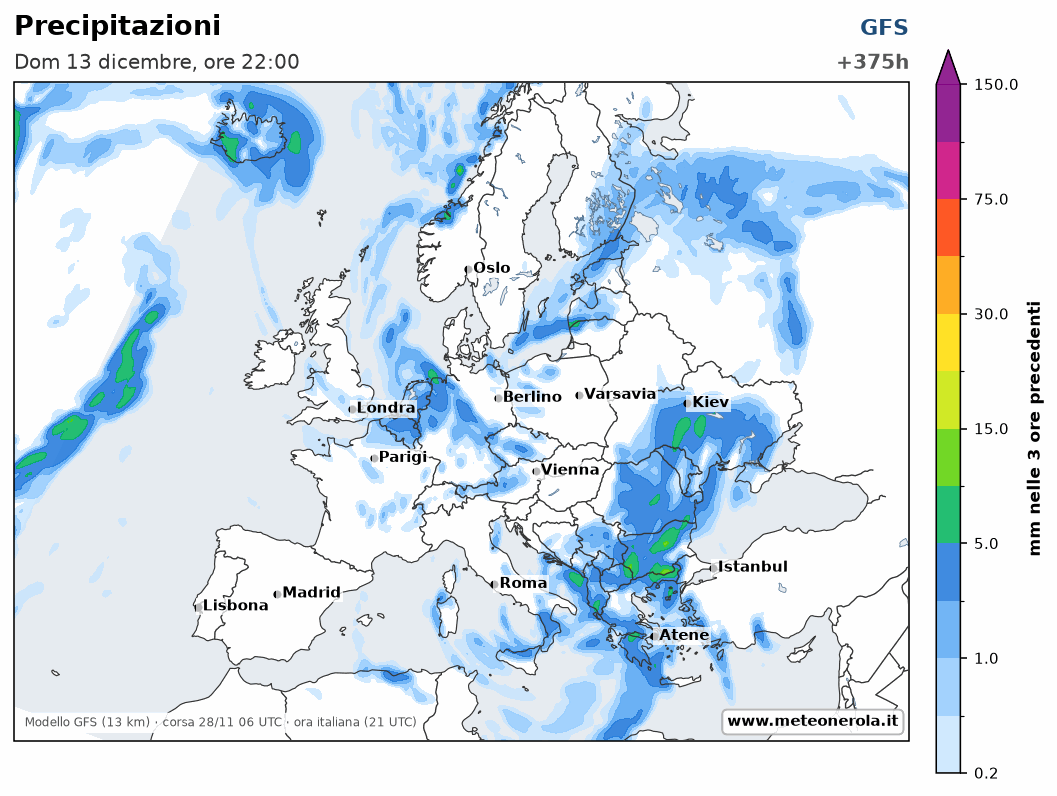 Precipitazioni
GFS
Dom 13 dicembre, ore 22:00
+375h
150.0
75.0
30.0
15.0
5.0
1.0
0.2
mm nelle 3 ore precedenti
Oslo
Berlino
Varsavia
Kiev
Londra
Parigi
Vienna
Istanbul
Roma
Madrid
Lisbona
Atene
Modello GFS (13 km) · corsa 28/11 06 UTC · ora italiana (21 UTC)
www.meteonerola.it